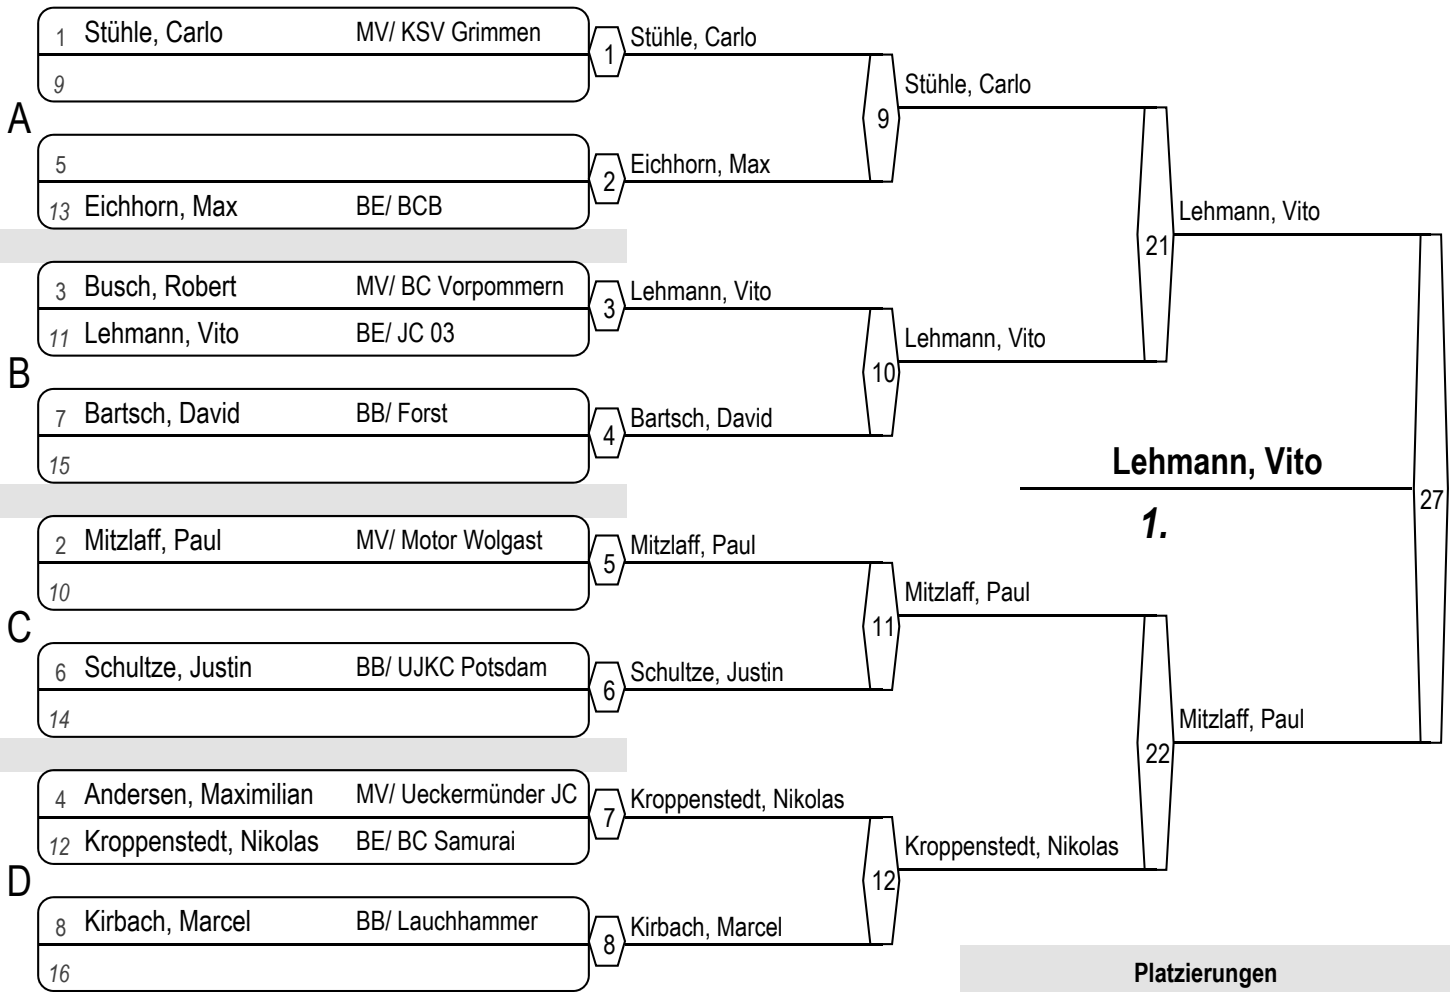 1 Stühle, Carlo MV/ KSV Grimmen
9
1 Stühle, Carlo
A
5
13 Eichhorn, Max BE/ BCB
2 Eichhorn, Max
9 Stühle, Carlo
3 Busch, Robert MV/ BC Vorpommern
11 Lehmann, Vito BE/ JC 03
3 Lehmann, Vito
B
7 Bartsch, David BB/ Forst
15
4 Bartsch, David
10 Lehmann, Vito
21 Lehmann, Vito
2 Mitzlaff, Paul MV/ Motor Wolgast
10
5 Mitzlaff, Paul
C
6 Schultze, Justin BB/ UJKC Potsdam
14
6 Schultze, Justin
11 Mitzlaff, Paul
4 Andersen, Maximilian MV/ Ueckermünder JC
12 Kroppenstedt, Nikolas BE/ BC Samurai
7 Kroppenstedt, Nikolas
D
8 Kirbach, Marcel BB/ Lauchhammer
16
8 Kirbach, Marcel
12 Kroppenstedt, Nikolas
22 Mitzlaff, Paul
Lehmann, Vito
27
1.
Platzierungen